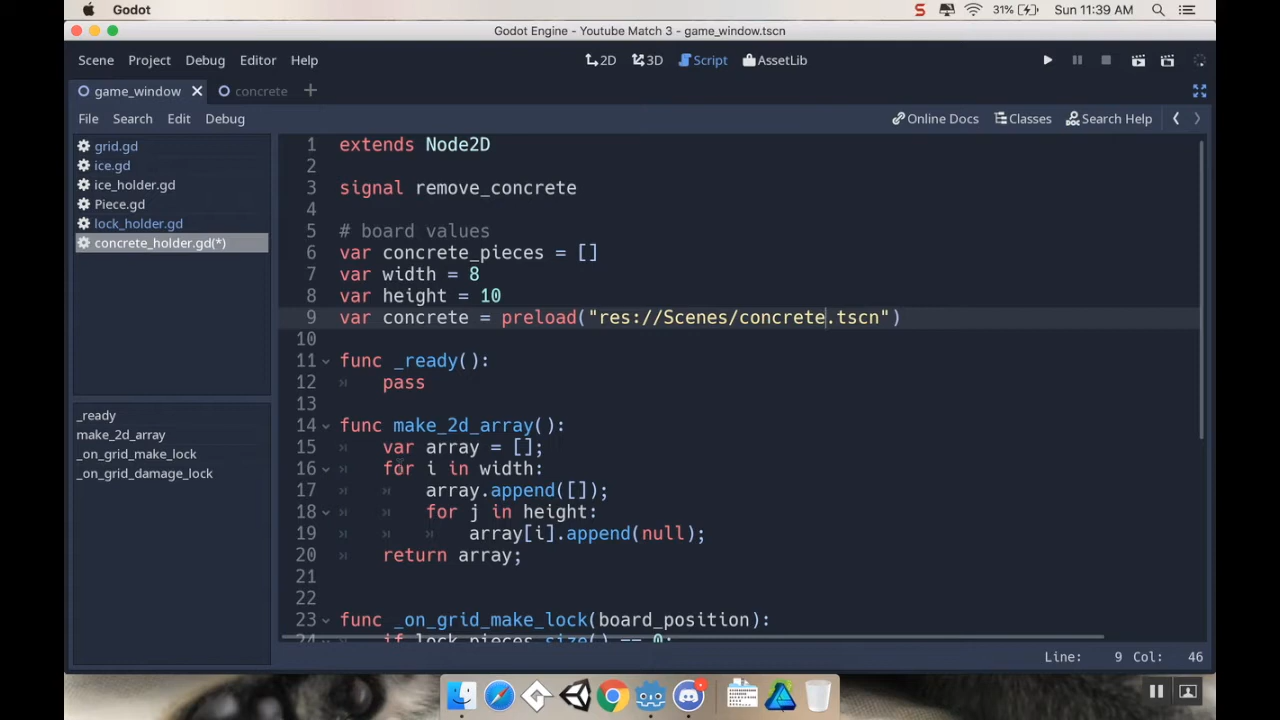 Godot
31%
Sun 11:39 AM
Godot Engine - Youtube Match 3 - game_window.tscn
Scene Project Debug Editor Help
2D 3D Script AssetLib
game_window × concrete +
File Search Edit Debug
Online Docs Classes Search Help
grid.gd
ice.gd
ice_holder.gd
Piece.gd
lock_holder.gd
concrete_holder.gd(*)
_ready
make_2d_array
_on_grid_make_lock
_on_grid_damage_lock
1 extends Node2D
2
3 signal remove_concrete
4
5 # board values
6 var concrete_pieces = []
7 var width = 8
8 var height = 10
9 var concrete = preload("res://Scenes/concrete.tscn")
10
11 func _ready():
12 pass
13
14 func make_2d_array():
15 var array = [];
16 for i in width:
17 array.append([]);
18 for j in height:
19 array[i].append(null);
20 return array;
21
22
23 func _on_grid_make_lock(board_position):
24 if lock_pieces.size() == 0:
Line: 9 Col: 46